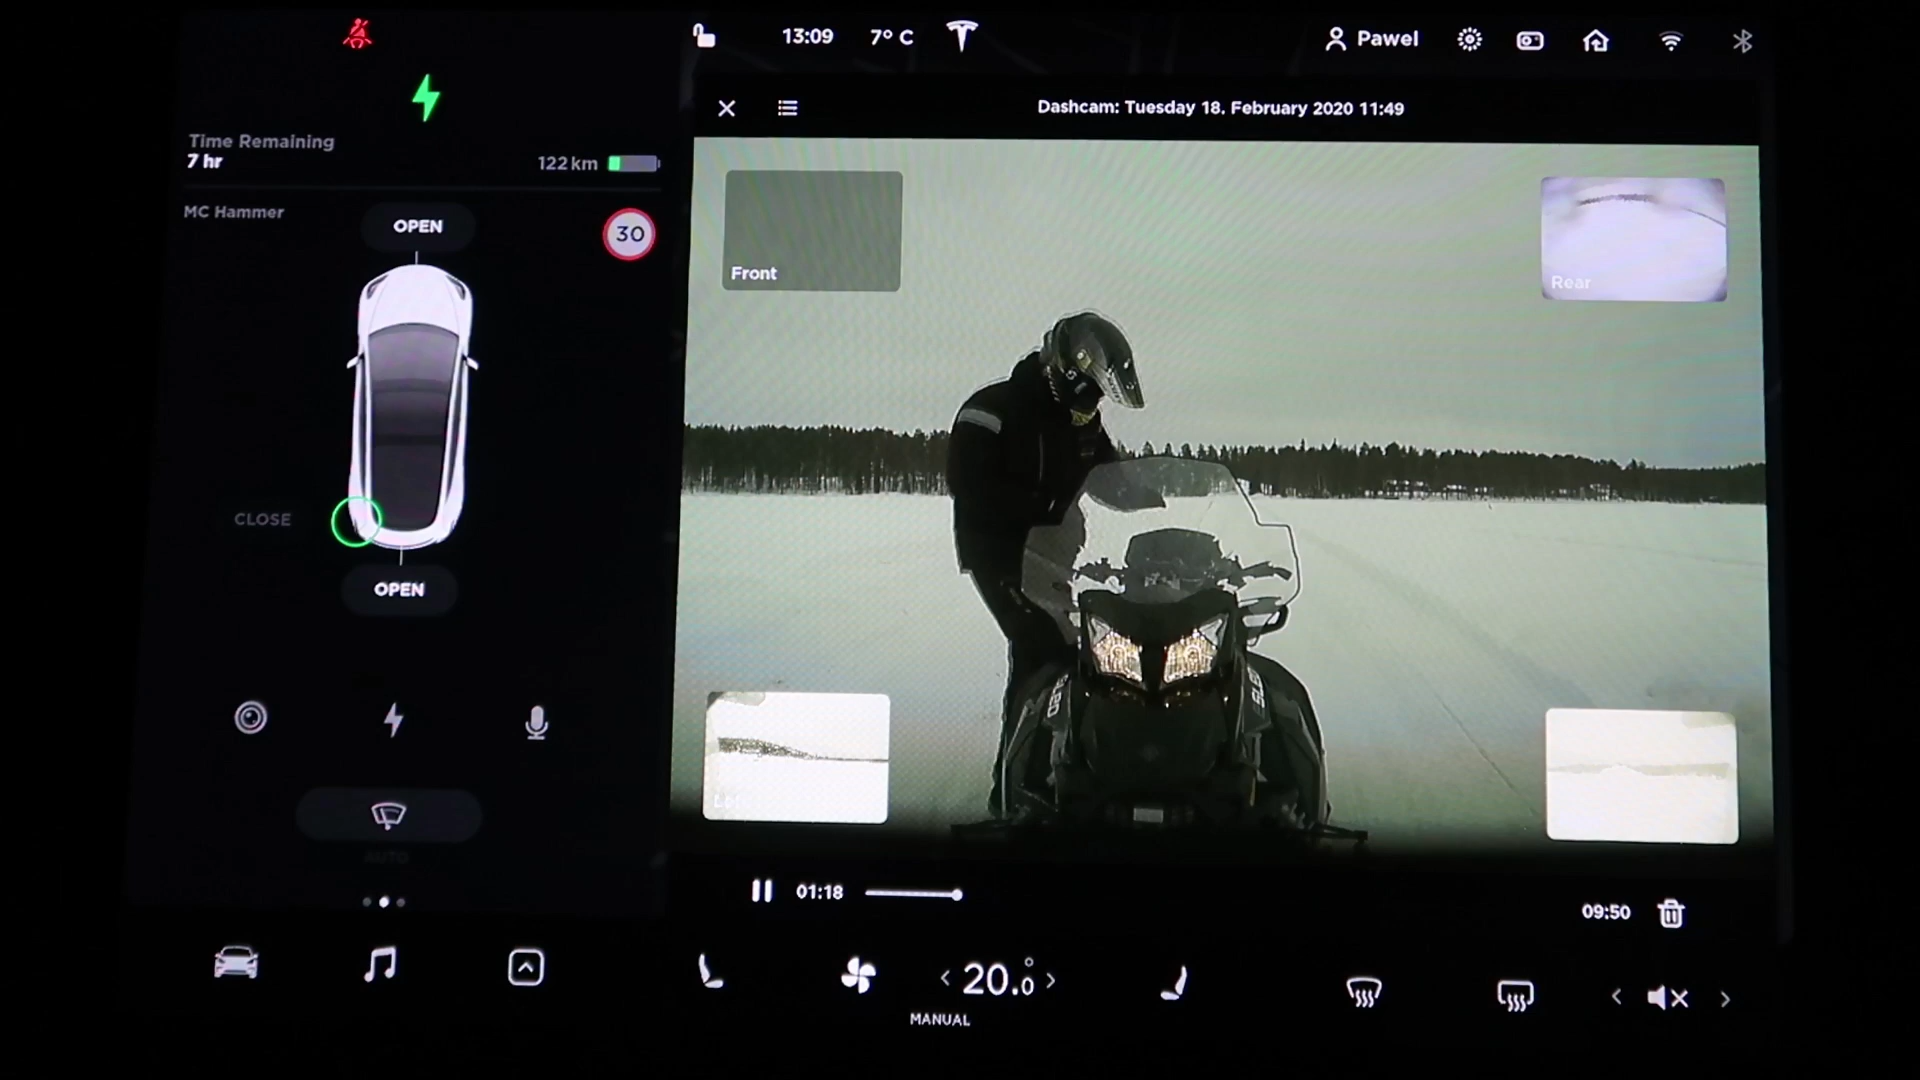 13:09
7° C
Pawel
Dashcam: Tuesday 18. February 2020 11:49
Time Remaining
7 hr
122 km
MC Hammer
OPEN
30
Front
Rear
CLOSE
OPEN
AUTO
01:18
09:50
< 20.0° >
MANUAL